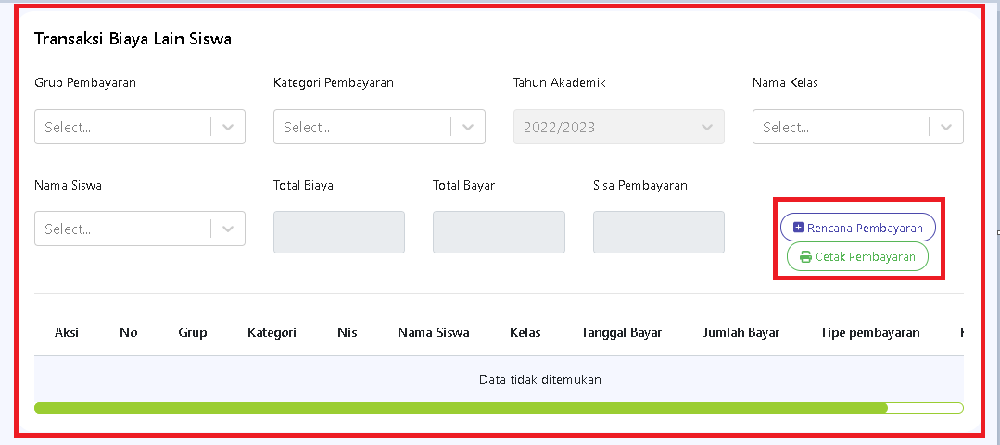 Transaksi Biaya Lain Siswa
Grup Pembayaran Kategori Pembayaran Tahun Akademik Nama Kelas
Select... Select... 2022/2023 Select...
Nama Siswa Total Biaya Total Bayar Sisa Pembayaran
Select...
Rencana Pembayaran
Cetak Pembayaran
Aksi No Grup Kategori Nis Nama Siswa Kelas Tanggal Bayar Jumlah Bayar Tipe pembayaran
Data tidak ditemukan